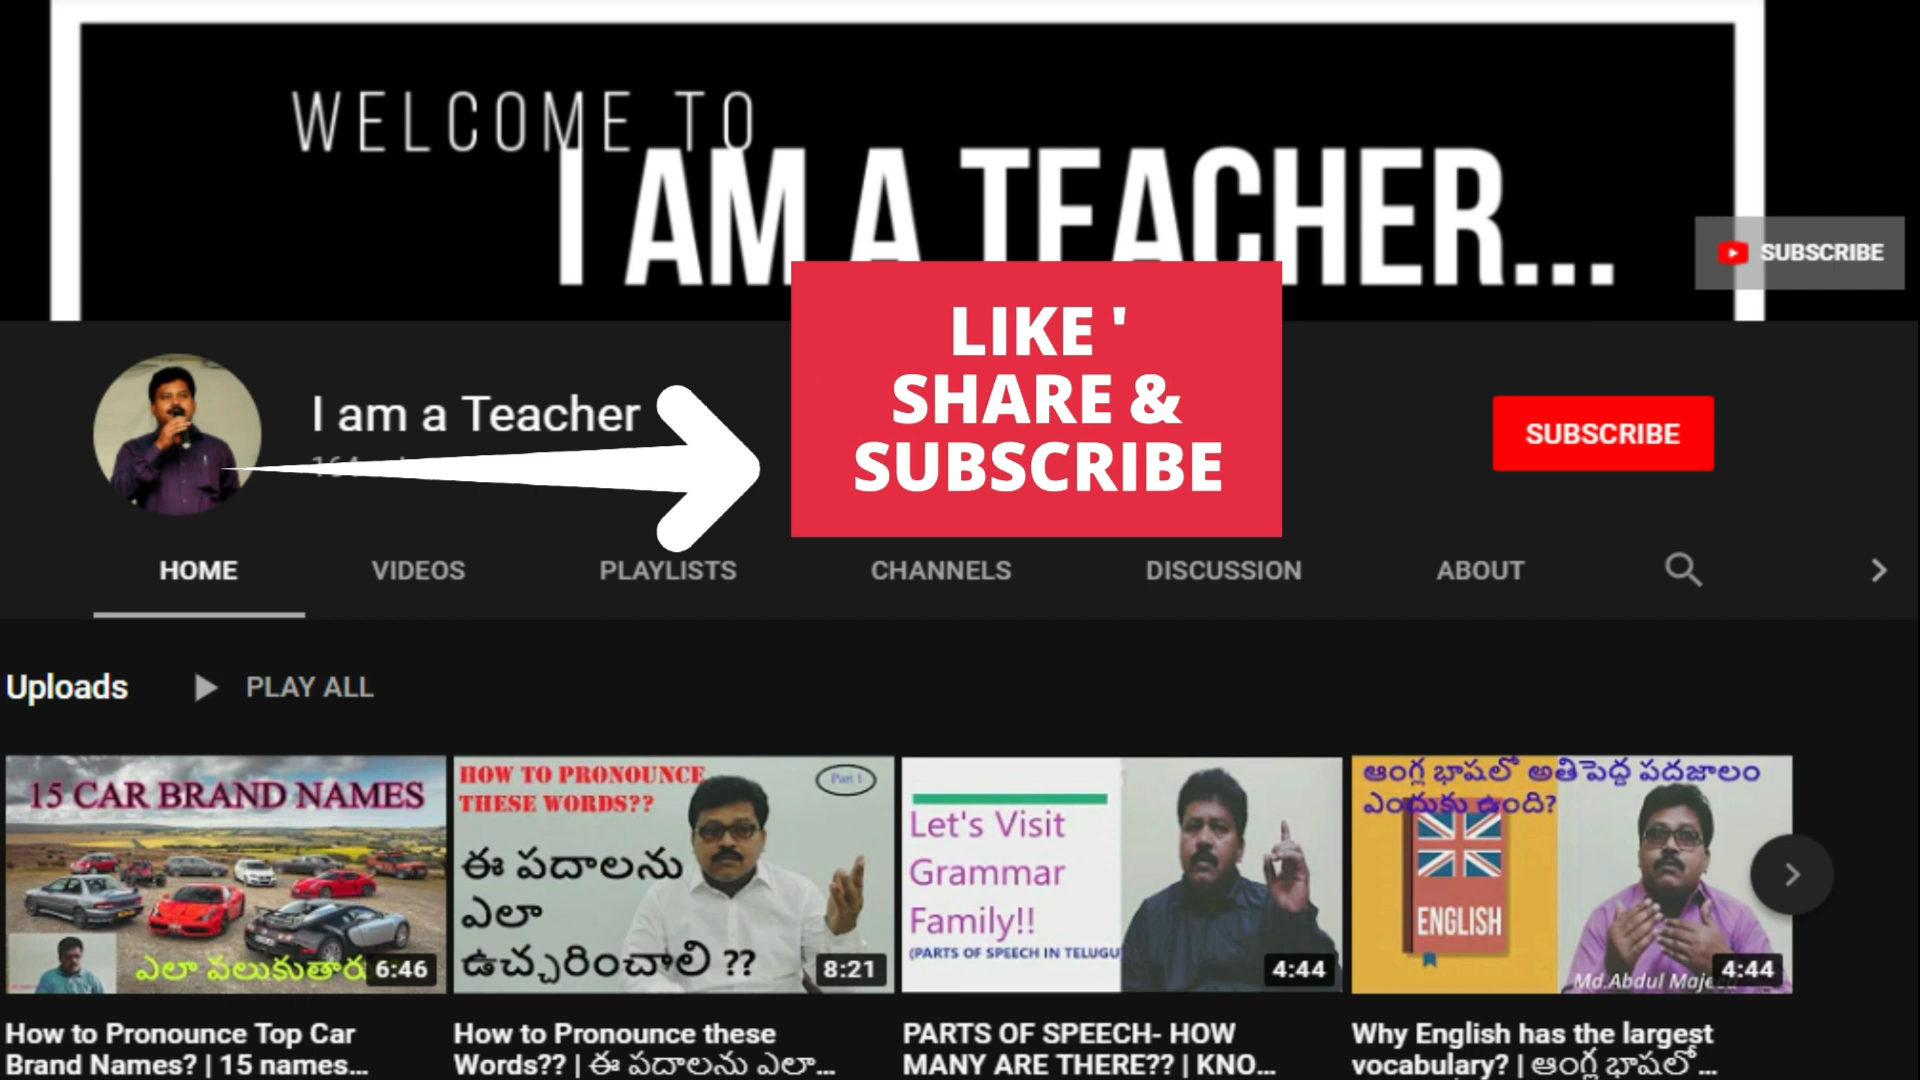 WELCOME TO
I AM A TEACHER...
SUBSCRIBE
LIKE '
SHARE &
SUBSCRIBE
I am a Teacher
SUBSCRIBE
HOME VIDEOS PLAYLISTS CHANNELS DISCUSSION ABOUT
Uploads PLAY ALL
15 CAR BRAND NAMES
ఎలా పలుకుతార
6:46
HOW TO PRONOUNCE
THESE WORDS??
Part 1
ఈ పదాలను
ఎలా
ఉచ్చరించాలి ??
8:21
Let's Visit
Grammar
Family!!
(PARTS OF SPEECH IN TELUGU
4:44
ఆంగ్ల భాషలో అతిపెద్ద పదజాలం
ఎందుకు ఉంది?
ENGLISH
Md.Abdul
4:44
How to Pronounce Top Car
Brand Names? | 15 names...
How to Pronounce these
Words?? | ఈ పదాలను ఎలా...
PARTS OF SPEECH- HOW
MANY ARE THERE?? | KNO...
Why English has the largest
vocabulary? | ఆంగ్ల భాషలో...